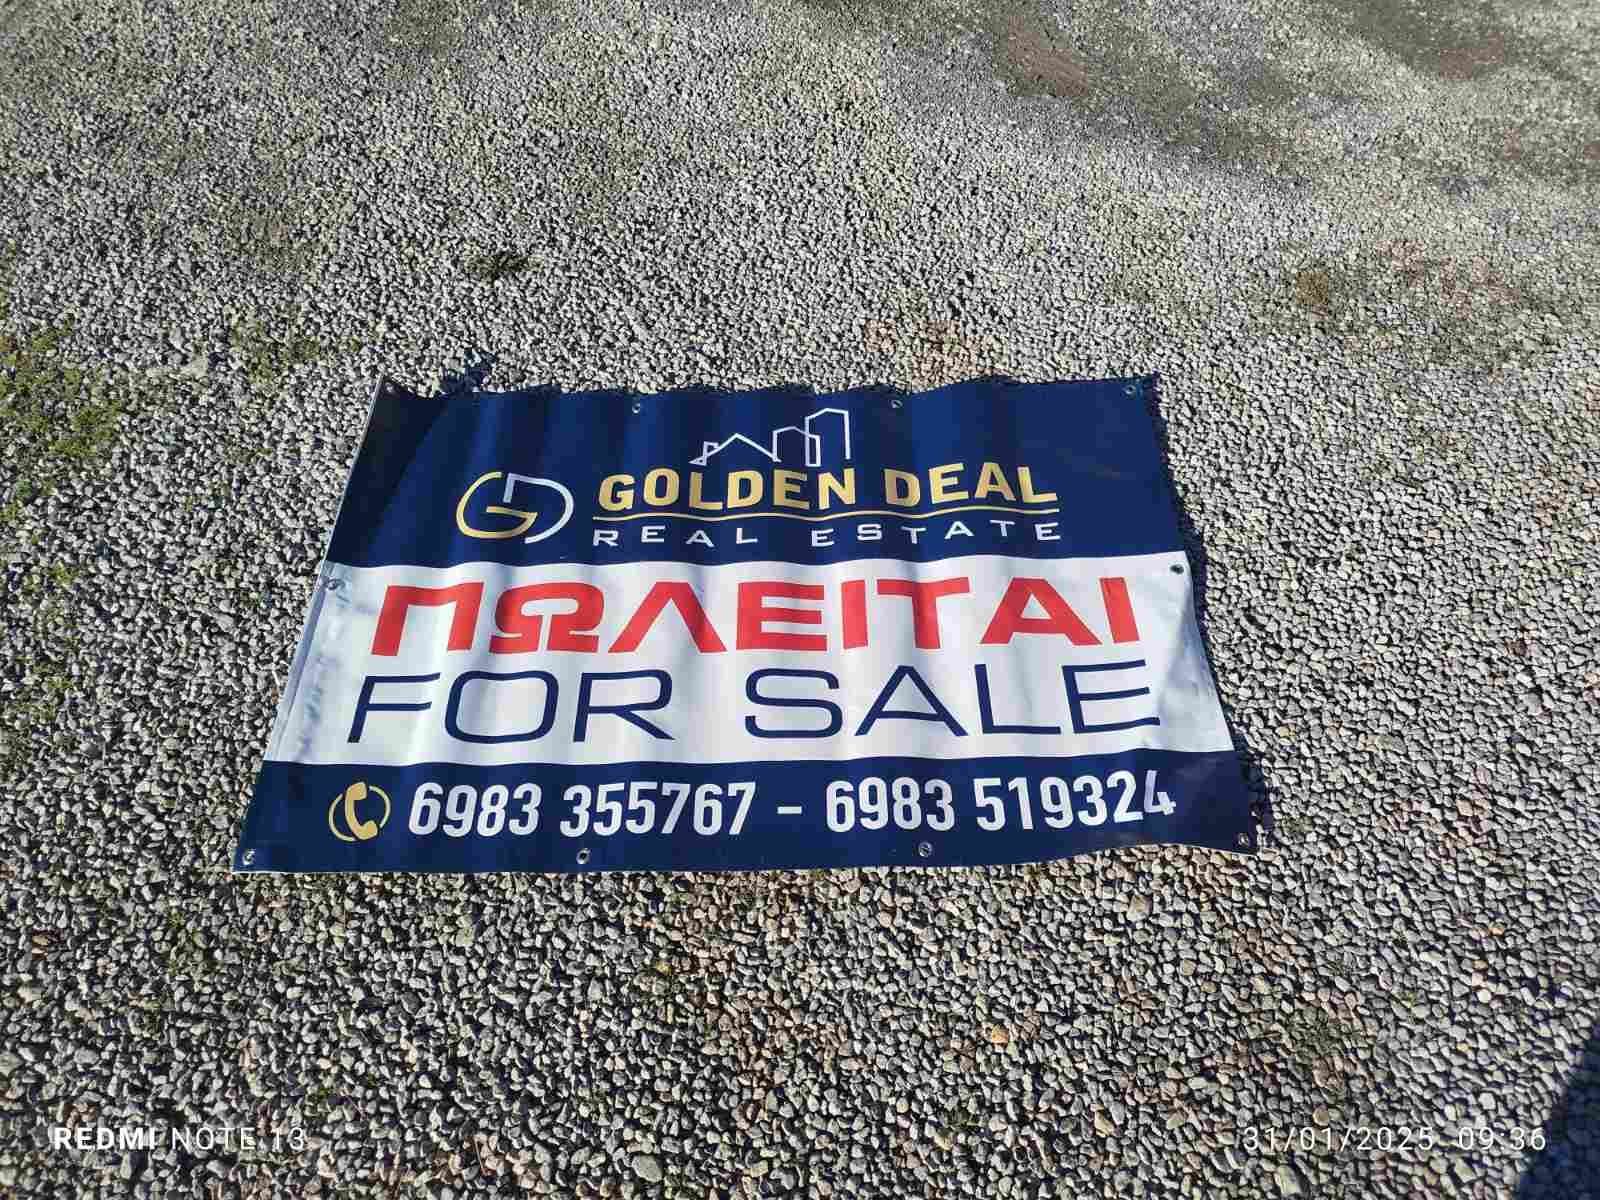 GD GOLDEN DEAL
REAL ESTATE
ΠΩΛΕΙΤΑΙ
FOR SALE
6983 355767 - 6983 519324
REDMI NOTE 13
31/01/2025 09:36